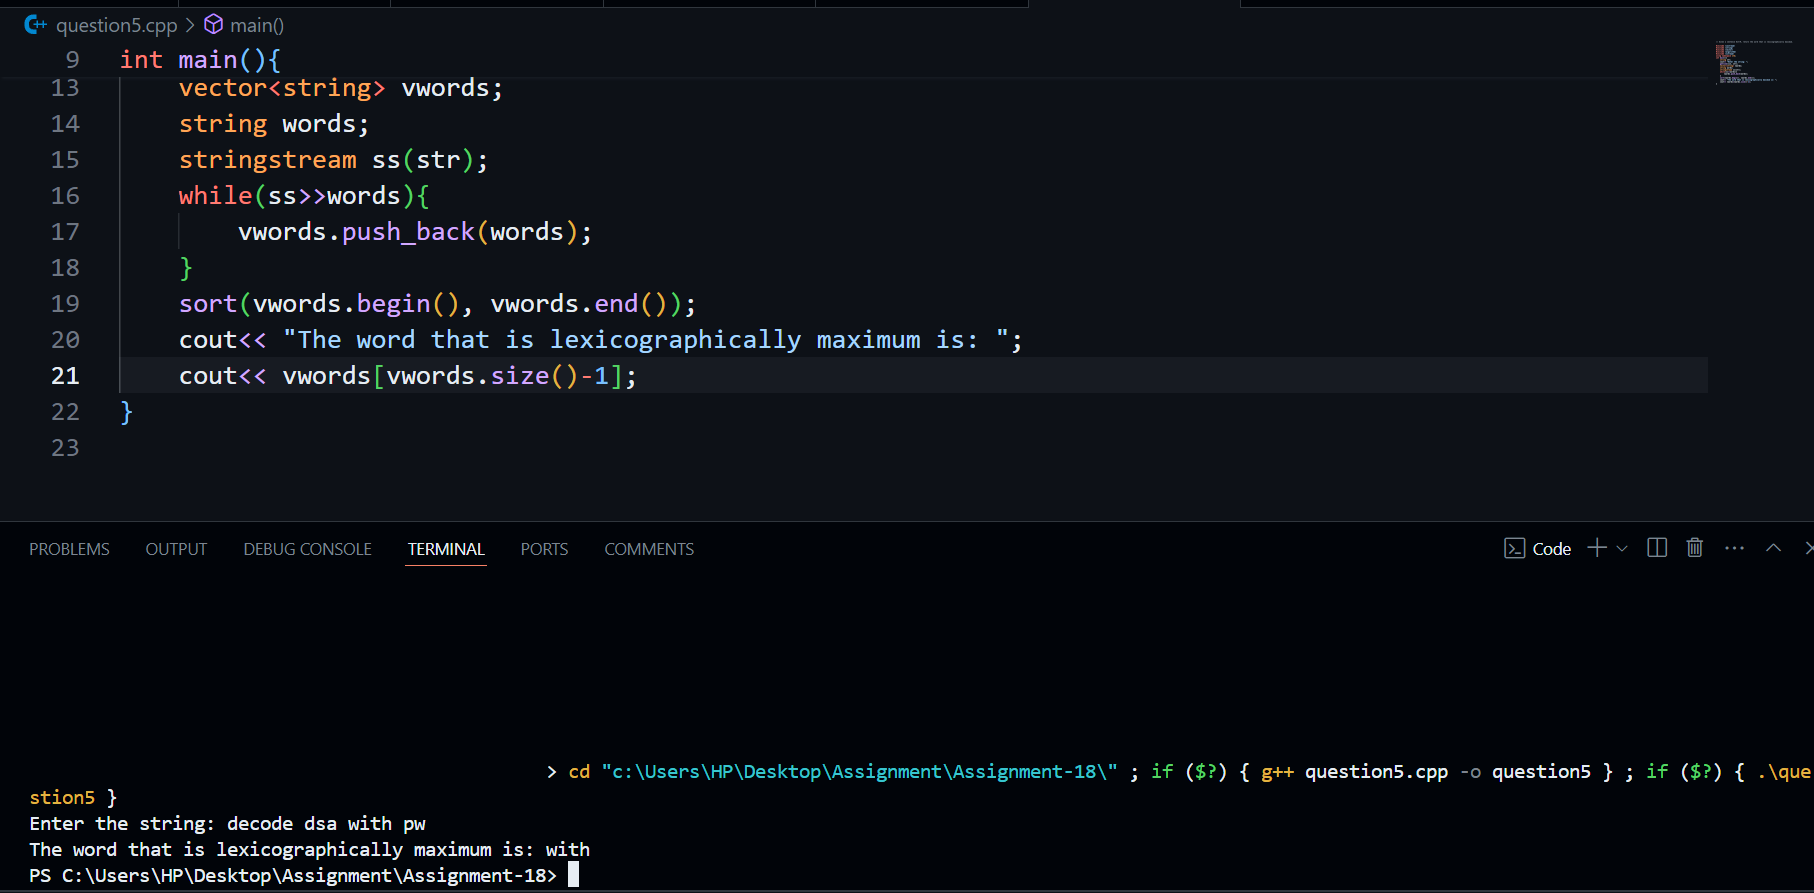 question5.cpp > main()
9 int main(){
13 vector<string> vwords;
14 string words;
15 stringstream ss(str);
16 while(ss>>words){
17 vwords.push_back(words);
18 }
19 sort(vwords.begin(), vwords.end());
20 cout<< "The word that is lexicographically maximum is: ";
21 cout<< vwords[vwords.size()-1];
22 }
23
PROBLEMS OUTPUT DEBUG CONSOLE TERMINAL PORTS COMMENTS Code
> cd "c:\Users\HP\Desktop\Assignment\Assignment-18\" ; if ($?) { g++ question5.cpp -o question5 } ; if ($?) { .\que
stion5 }
Enter the string: decode dsa with pw
The word that is lexicographically maximum is: with
PS C:\Users\HP\Desktop\Assignment\Assignment-18>